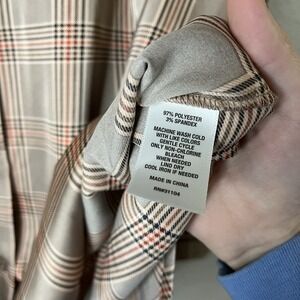 97% POLYESTER
3% SPANDEX
MACHINE WASH COLD
WITH LIKE COLORS
GENTLE CYCLE
ONLY NON-CHLORINE
BLEACH
WHEN NEEDED
LIND DRY
COOL IRON IF NEEDED
MADE IN CHINA
RN#31104